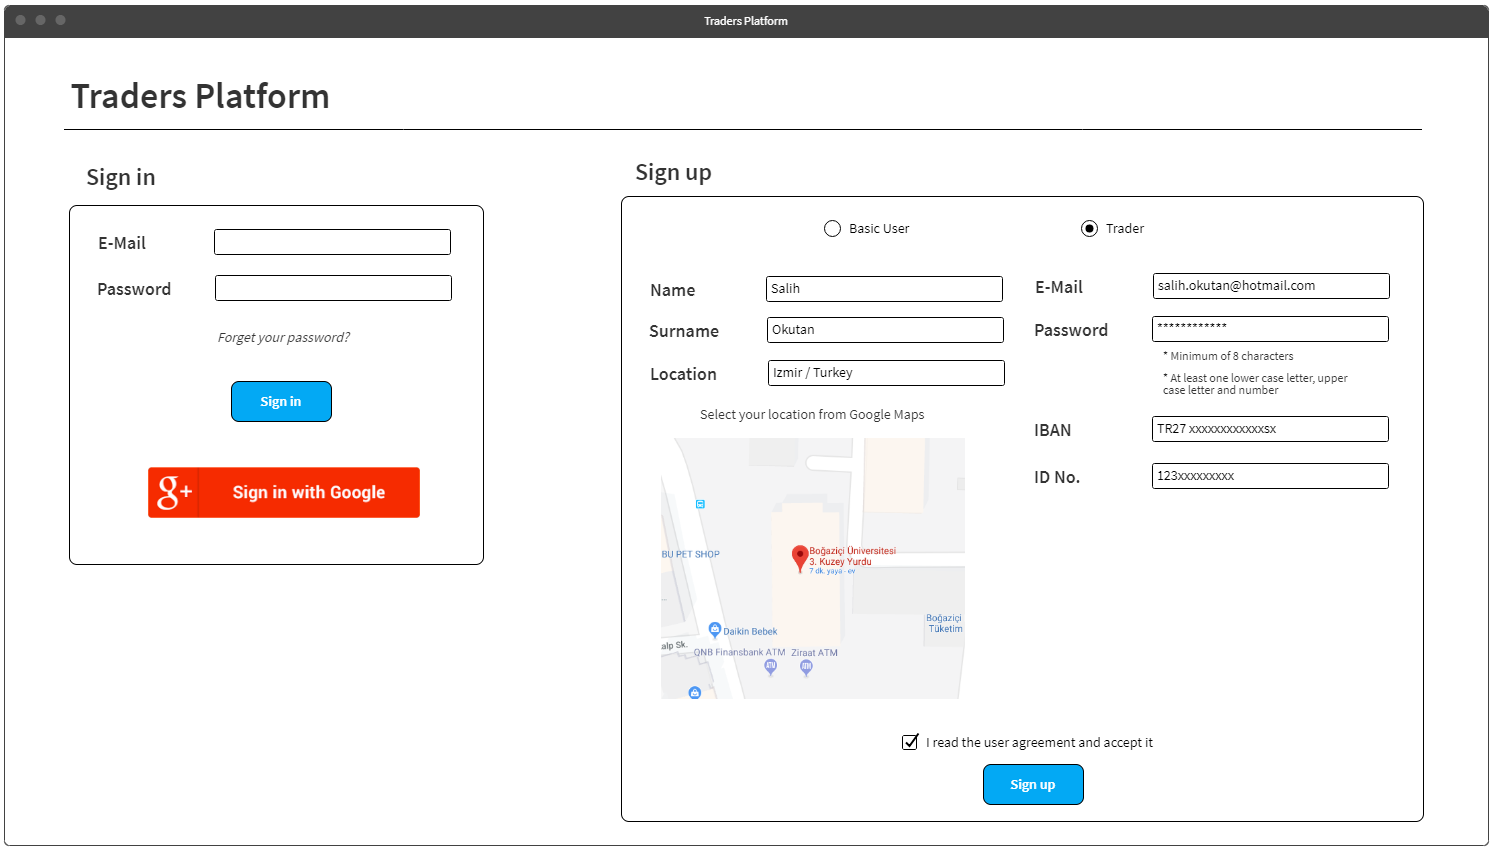 Traders Platform
Traders Platform
Sign in
E-Mail
Password
Forget your password?
Sign in
g+ Sign in with Google
Sign up
Basic User
Trader
Name
Salih
Surname
Okutan
Location
Izmir / Turkey
Select your location from Google Maps
BU PET SHOP
Boğaziçi Üniversitesi
3. Kuzey Yurdu
7 dk. yaya - ev
Boğaziçi
Tüketim
Daikin Bebek
alp Sk.
QNB Finansbank ATM
Ziraat ATM
ATM
ATM
E-Mail
salih.okutan@hotmail.com
Password
************
* Minimum of 8 characters
* At least one lower case letter, upper
case letter and number
IBAN
TR27 xxxxxxxxxxxxsx
ID No.
123xxxxxxxxx
I read the user agreement and accept it
Sign up